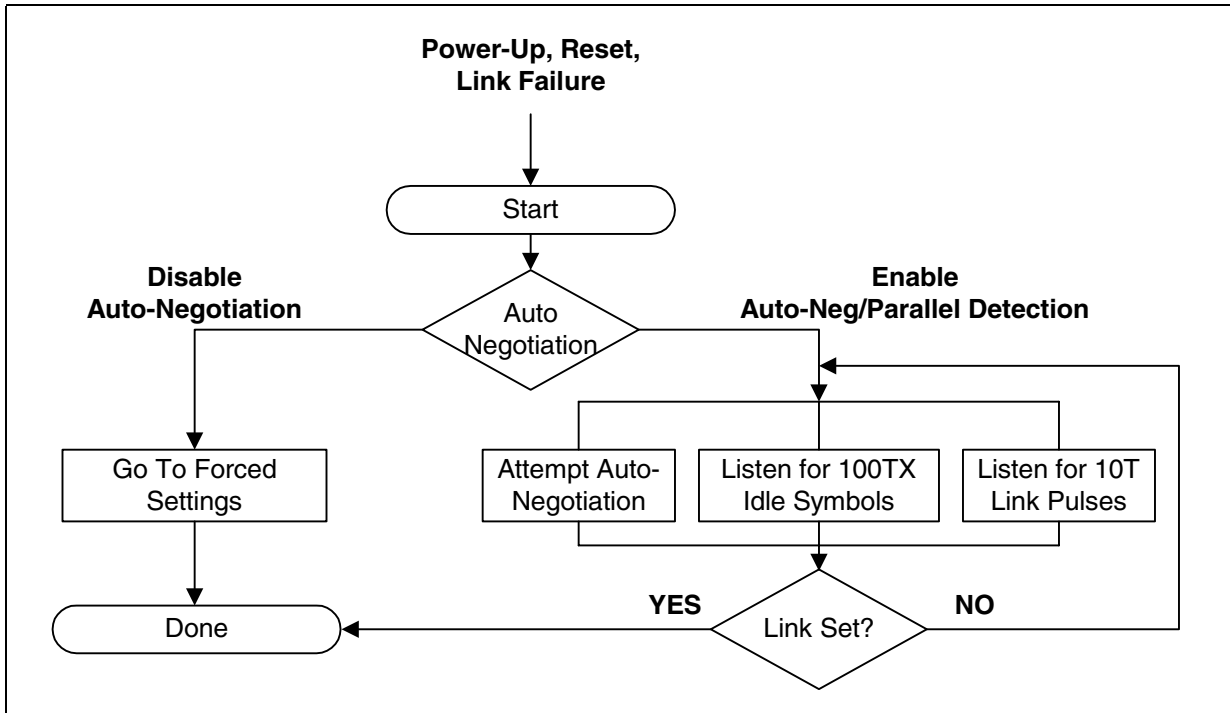 Power-Up, Reset,
Link Failure
Start
Disable
Auto-Negotiation
Enable
Auto-Neg/Parallel Detection
Auto
Negotiation
Go To Forced
Settings
Attempt Auto-
Negotiation
Listen for 100TX
Idle Symbols
Listen for 10T
Link Pulses
YES
NO
Done
Link Set?